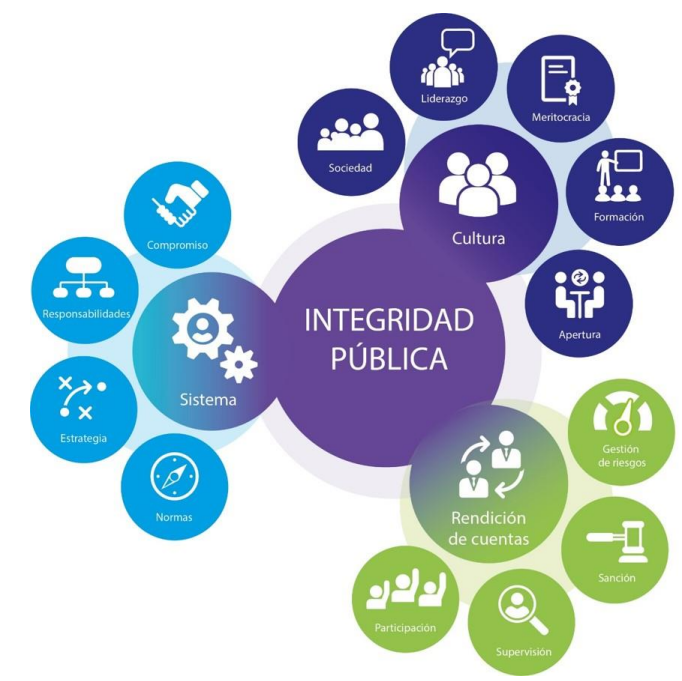 Liderazgo
Meritocracia
Sociedad
Formación
Cultura
Apertura
Compromiso
Responsabilidades
Sistema
Estrategia
Normas
INTEGRIDAD
PÚBLICA
Gestión
de riesgos
Rendición
de cuentas
Sanción
Participación
Supervisión